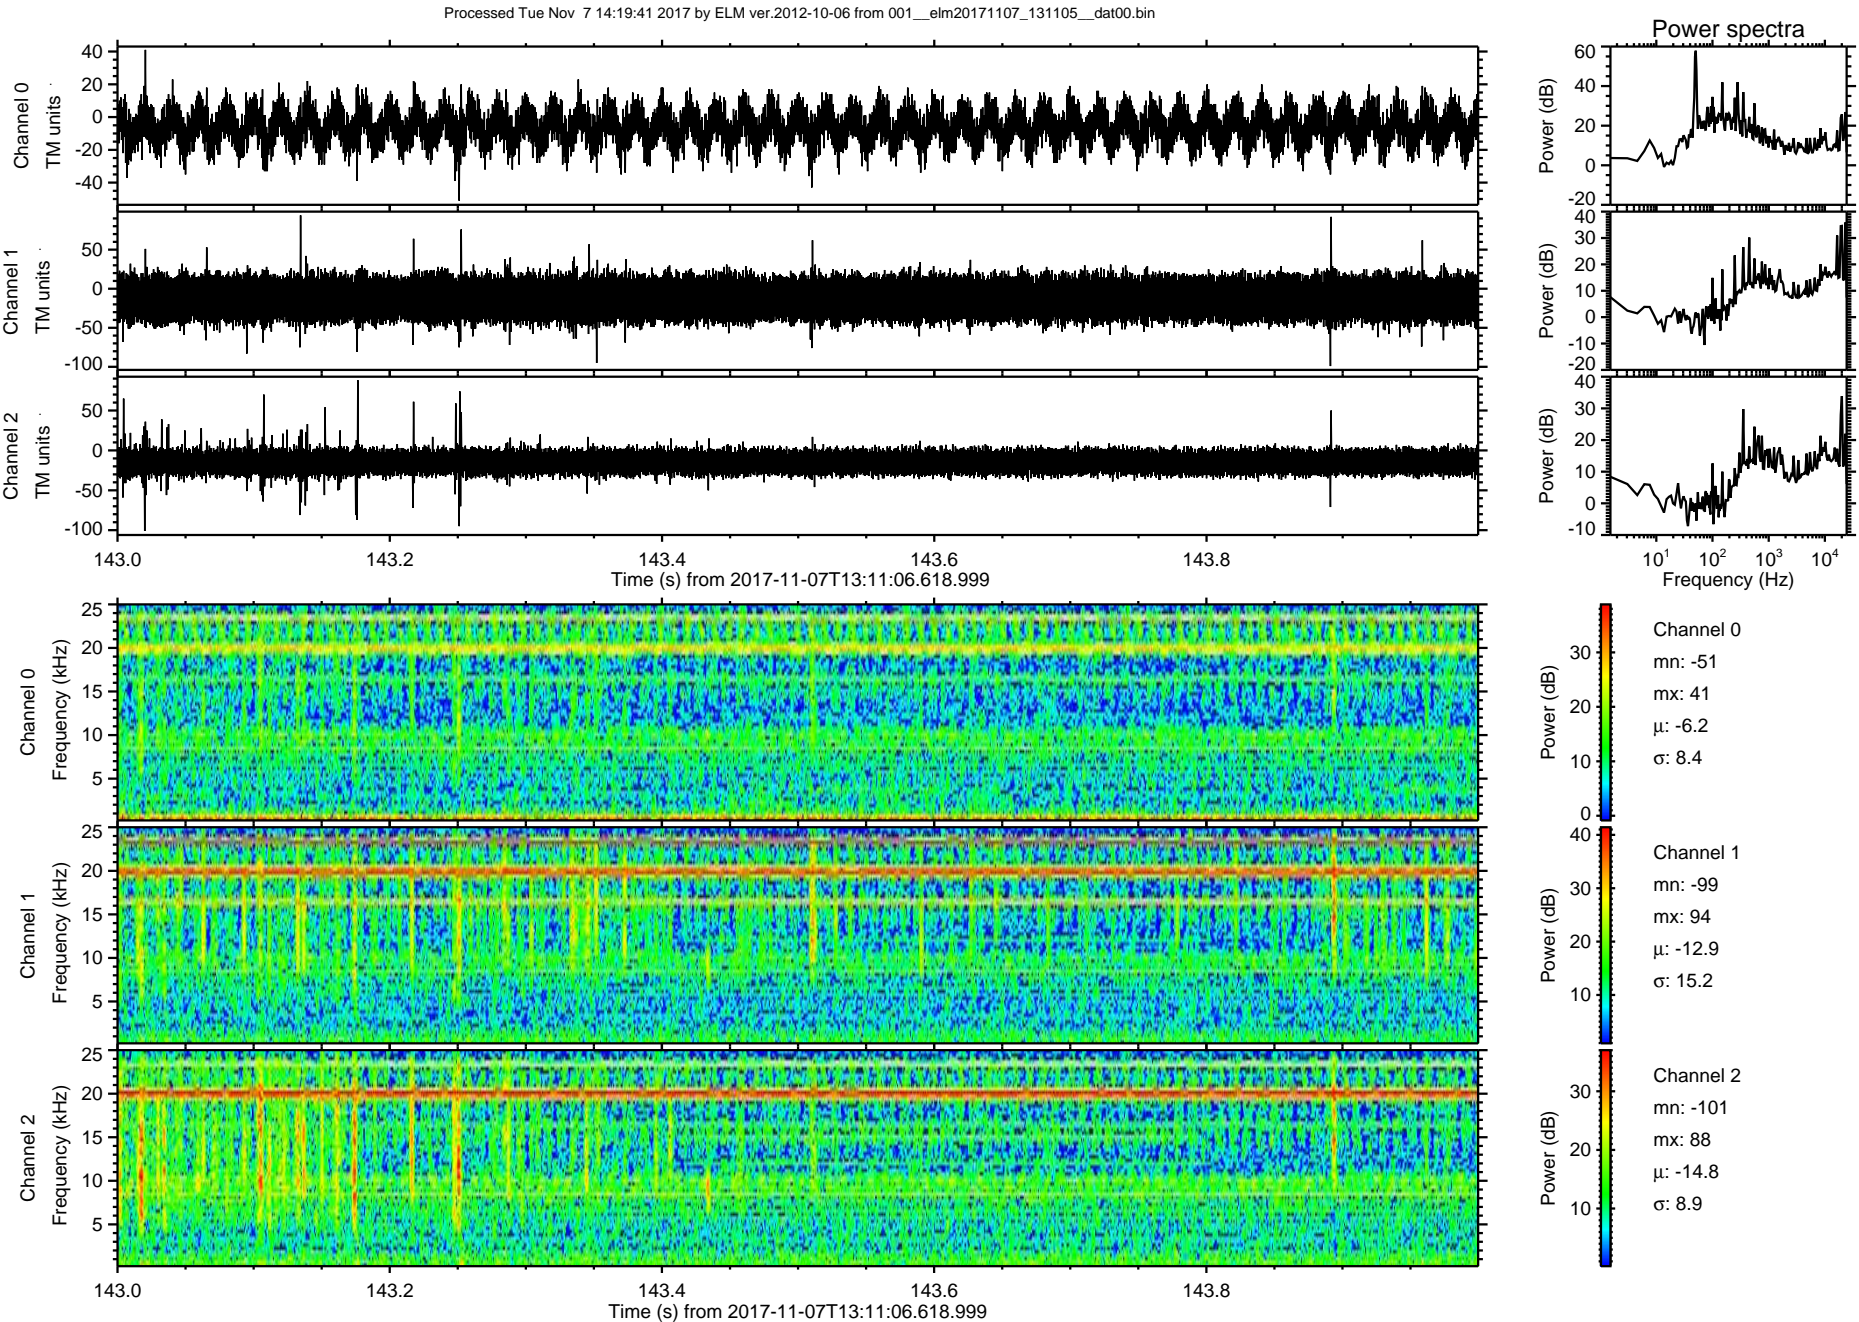 Processed Tue Nov  7 14:19:41 2017 by ELM ver.2012-10-06 from 001__elm20171107_131105__dat00.bin
Power spectra
Channel 0
TM units
40
20
0
-20
-40
Power (dB)
60
40
20
0
-20
Channel 1
TM units
50
0
-50
-100
Power (dB)
40
30
20
10
0
-10
-20
Channel 2
TM units
50
0
-50
-100
Power (dB)
40
30
20
10
0
-10
143.0
143.2
143.4
143.6
143.8
Time (s) from 2017-11-07T13:11:06.618.999
10^1
10^2
10^3
10^4
Frequency (Hz)
Channel 0
Frequency (kHz)
25
20
15
10
5
Power (dB)
30
20
10
0
Channel 0
mn: -51
mx: 41
μ: -6.2
σ: 8.4
Channel 1
Frequency (kHz)
25
20
15
10
5
Power (dB)
40
30
20
10
Channel 1
mn: -99
mx: 94
μ: -12.9
σ: 15.2
Channel 2
Frequency (kHz)
25
20
15
10
5
Power (dB)
30
20
10
Channel 2
mn: -101
mx: 88
μ: -14.8
σ: 8.9
143.0
143.2
143.4
143.6
143.8
Time (s) from 2017-11-07T13:11:06.618.999